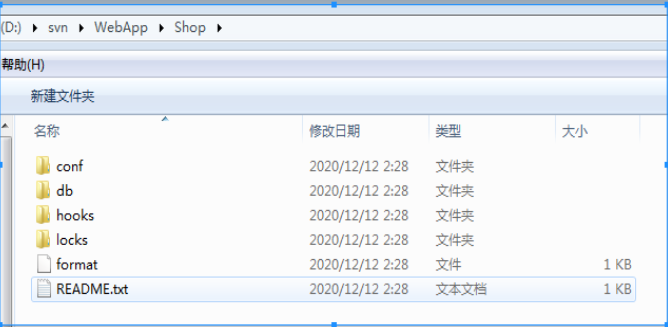 (D:) ▸ svn ▸ WebApp ▸ Shop ▸
帮助(H)
新建文件夹
名称 修改日期 类型 大小
conf 2020/12/12 2:28 文件夹
db 2020/12/12 2:28 文件夹
hooks 2020/12/12 2:28 文件夹
locks 2020/12/12 2:28 文件夹
format 2020/12/12 2:28 文件 1 KB
README.txt 2020/12/12 2:28 文本文档 1 KB